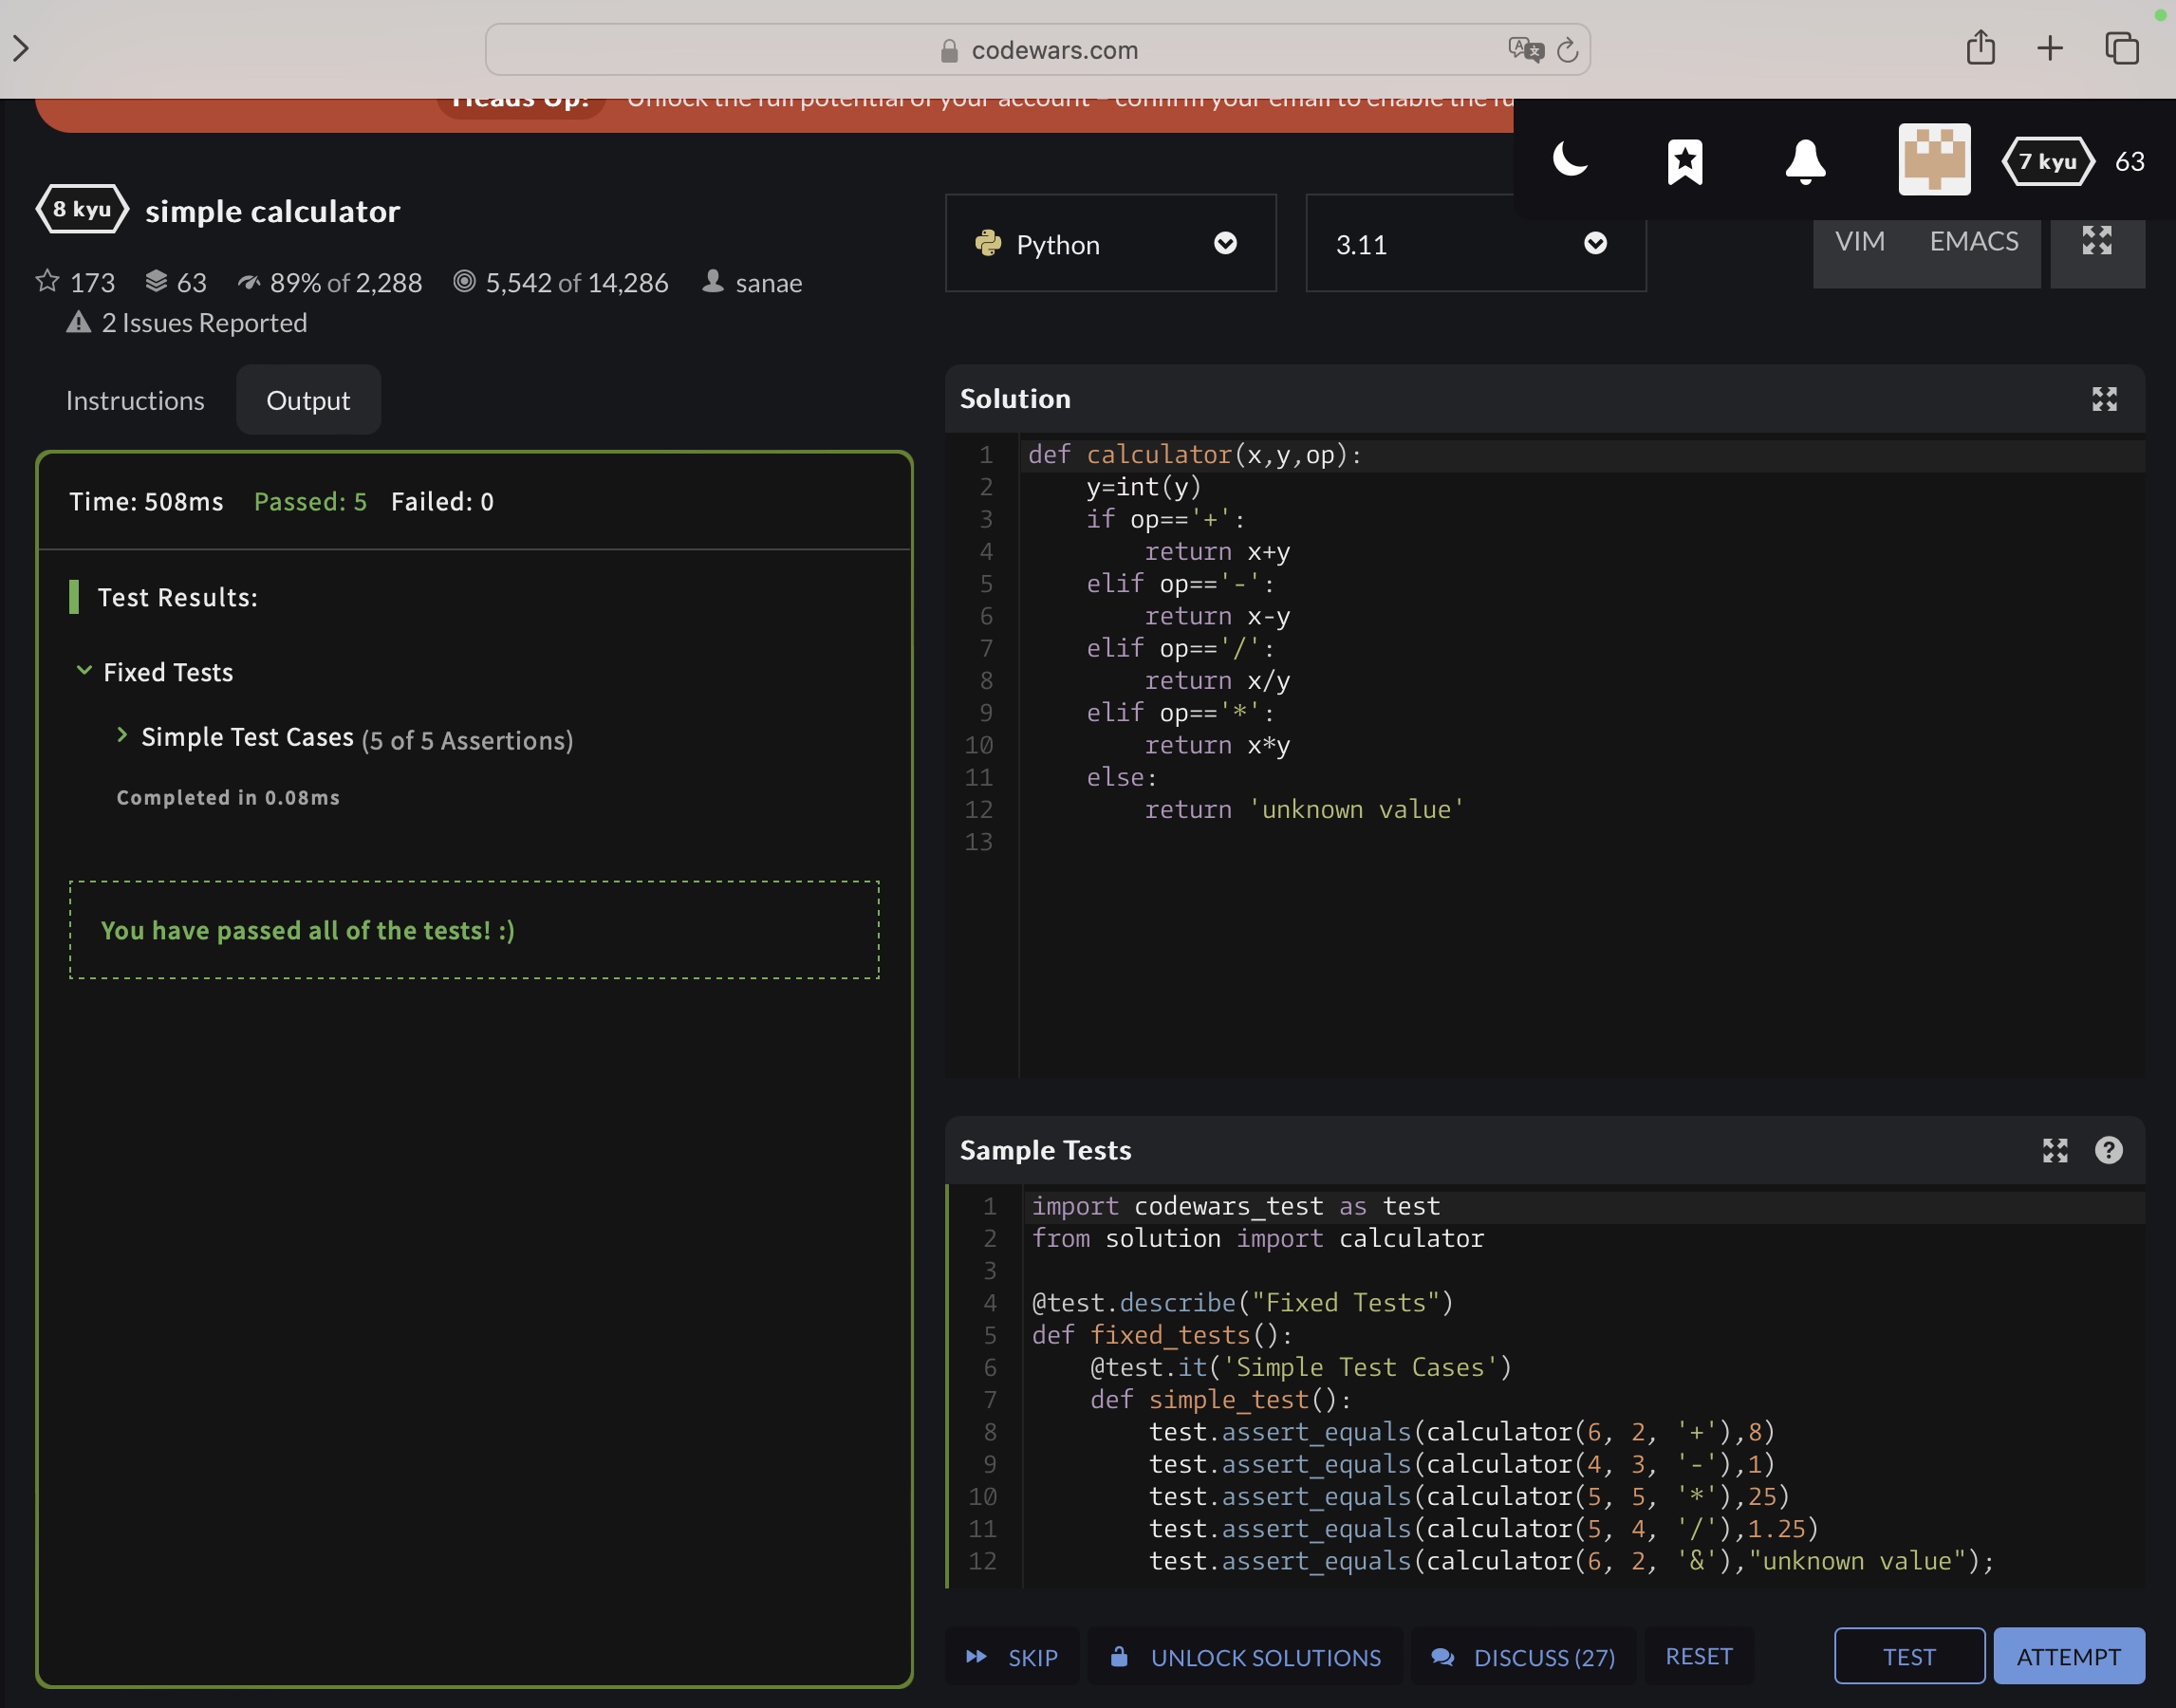 codewars.com
Heads Up! Unlock the full potential of your account – confirm your email to enable the
7 kyu 63
8 kyu simple calculator
173 63 89% of 2,288 5,542 of 14,286 sanae
2 Issues Reported
Python
3.11
VIM EMACS
Instructions Output
Time: 508ms Passed: 5 Failed: 0
Test Results:
Fixed Tests
Simple Test Cases (5 of 5 Assertions)
Completed in 0.08ms
You have passed all of the tests! :)
Solution
1 def calculator(x,y,op):
2     y=int(y)
3     if op=='+':
4         return x+y
5     elif op=='-':
6         return x-y
7     elif op=='/':
8         return x/y
9     elif op=='*':
10         return x*y
11     else:
12         return 'unknown value'
13
Sample Tests
1 import codewars_test as test
2 from solution import calculator
3
4 @test.describe("Fixed Tests")
5 def fixed_tests():
6     @test.it('Simple Test Cases')
7     def simple_test():
8         test.assert_equals(calculator(6, 2, '+'),8)
9         test.assert_equals(calculator(4, 3, '-'),1)
10         test.assert_equals(calculator(5, 5, '*'),25)
11         test.assert_equals(calculator(5, 4, '/'),1.25)
12         test.assert_equals(calculator(6, 2, '&'),"unknown value");
SKIP UNLOCK SOLUTIONS DISCUSS (27) RESET TEST ATTEMPT